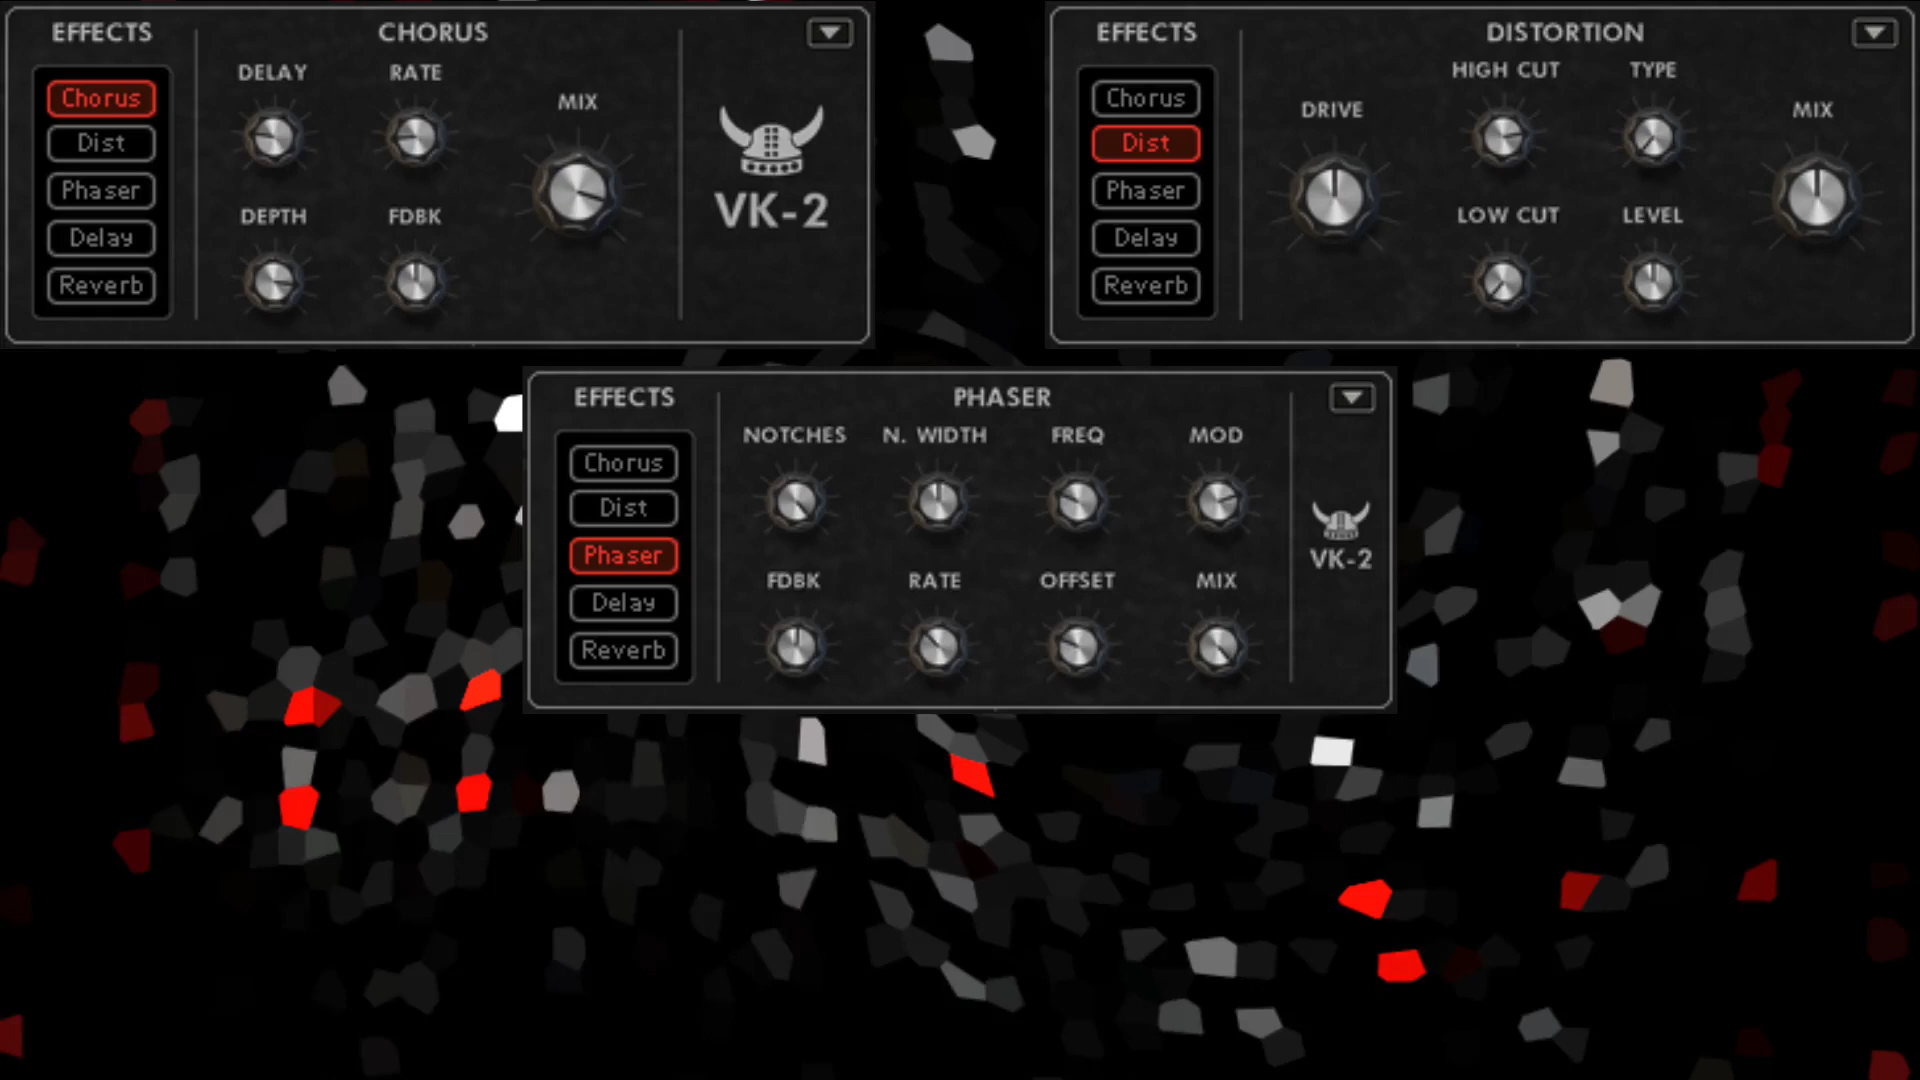 EFFECTS
Chorus
Dist
Phaser
Delay
Reverb
CHORUS
DELAY RATE
MIX
DEPTH FDBK
VK-2
EFFECTS
Chorus
Dist
Phaser
Delay
Reverb
DISTORTION
HIGH CUT TYPE
DRIVE MIX
LOW CUT LEVEL
EFFECTS
Chorus
Dist
Phaser
Delay
Reverb
PHASER
NOTCHES N. WIDTH FREQ MOD
FDBK RATE OFFSET MIX
VK-2